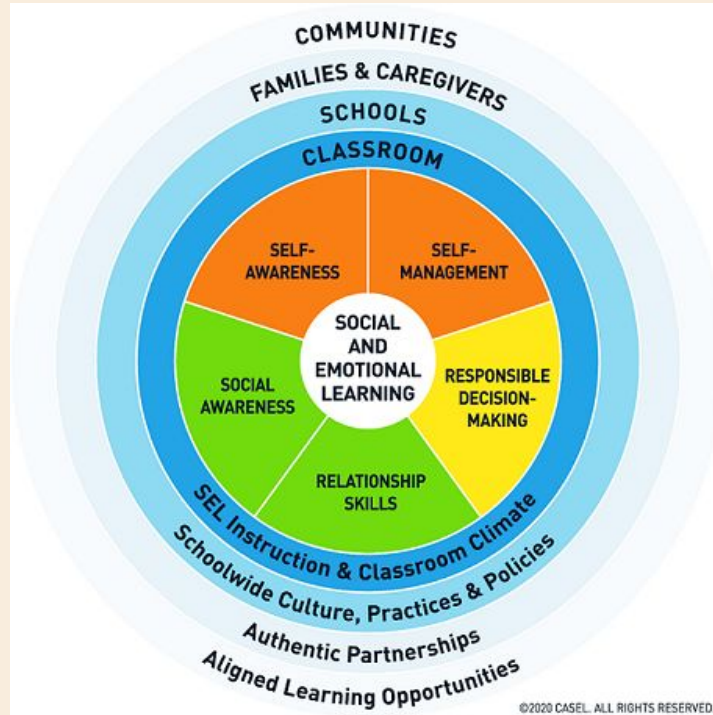 COMMUNITIES
FAMILIES & CAREGIVERS
SCHOOLS
CLASSROOM
SELF-
AWARENESS
SELF-
MANAGEMENT
SOCIAL
AND
EMOTIONAL
LEARNING
SOCIAL
AWARENESS
RESPONSIBLE
DECISION-
MAKING
RELATIONSHIP
SKILLS
SEL Instruction & Classroom Climate
Schoolwide Culture, Practices & Policies
Authentic Partnerships
Aligned Learning Opportunities
©2020 CASEL. ALL RIGHTS RESERVED